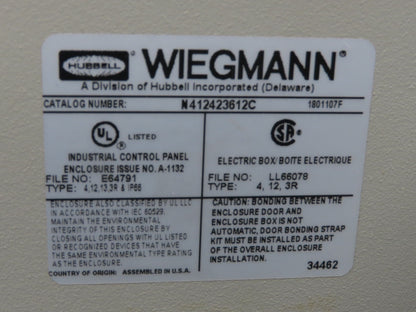 HUBBELL® WIEGMANN®
A Division of Hubbell Incorporated (Delaware)
CATALOG NUMBER: N412423612C 1801107F
UL® LISTED
INDUSTRIAL CONTROL PANEL
ENCLOSURE ISSUE NO. A-1132
FILE NO: E64791
TYPE: 4,12,13,3R & IP66
SA®
ELECTRIC BOX/BOITE ELECTRIQUE
FILE NO: LL66078
TYPE: 4, 12, 3R
ENCLOSURE ALSO CLASSIFIED BY UL LLC
IN ACCORDANCE WITH IEC 60529.
MAINTAIN THE ENVIRONMENTAL
INTEGRITY OF THIS ENCLOSURE BY
CLOSING ALL OPENINGS WITH UL LISTED
OR RECOGNIZED DEVICES THAT HAVE
THE SAME ENVIRONMENTAL TYPE RATING
AS THE ENCLOSURE.
COUNTRY OF ORIGIN: ASSEMBLED IN U.S.A.
CAUTION: BONDING BETWEEN THE
ENCLOSURE DOOR AND
ENCLOSURE BOX IS NOT
AUTOMATIC, DOOR BONDING STRAP
KIT MUST BE INSTALLED AS PART
OF THE OVERALL ENCLOSURE
INSTALLATION.
34462